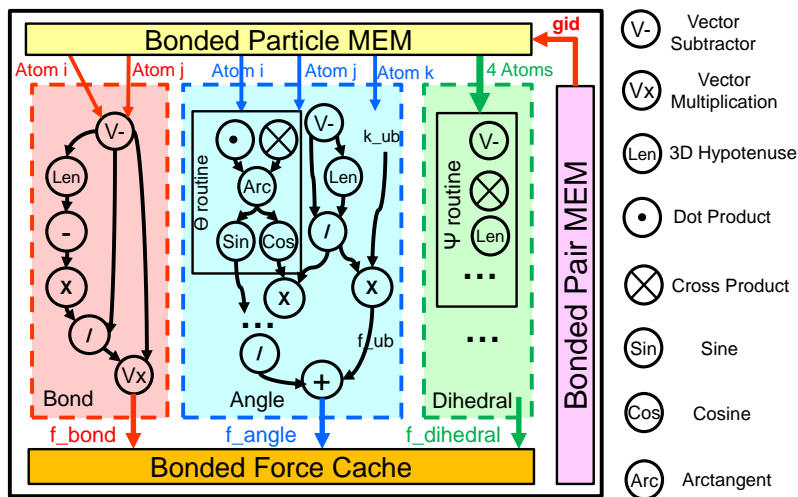 Bonded Particle MEM
gid
Atom i
Atom j
Atom i
Atom j
Atom k
4 Atoms
V-
Len
-
x
/
Vx
Bond
Θ routine
•
Arc
Sin
Cos
V-
Len
/
x
k_ub
x
...
/
f_ub
+
Angle
Ψ routine
V-
Len
...
...
Dihedral
Bonded Pair MEM
f_bond
f_angle
f_dihedral
Bonded Force Cache
V-
Vector
Subtractor
Vx
Vector
Multiplication
Len
3D Hypotenuse
Dot Product
Cross Product
Sin
Sine
Cos
Cosine
Arc
Arctangent